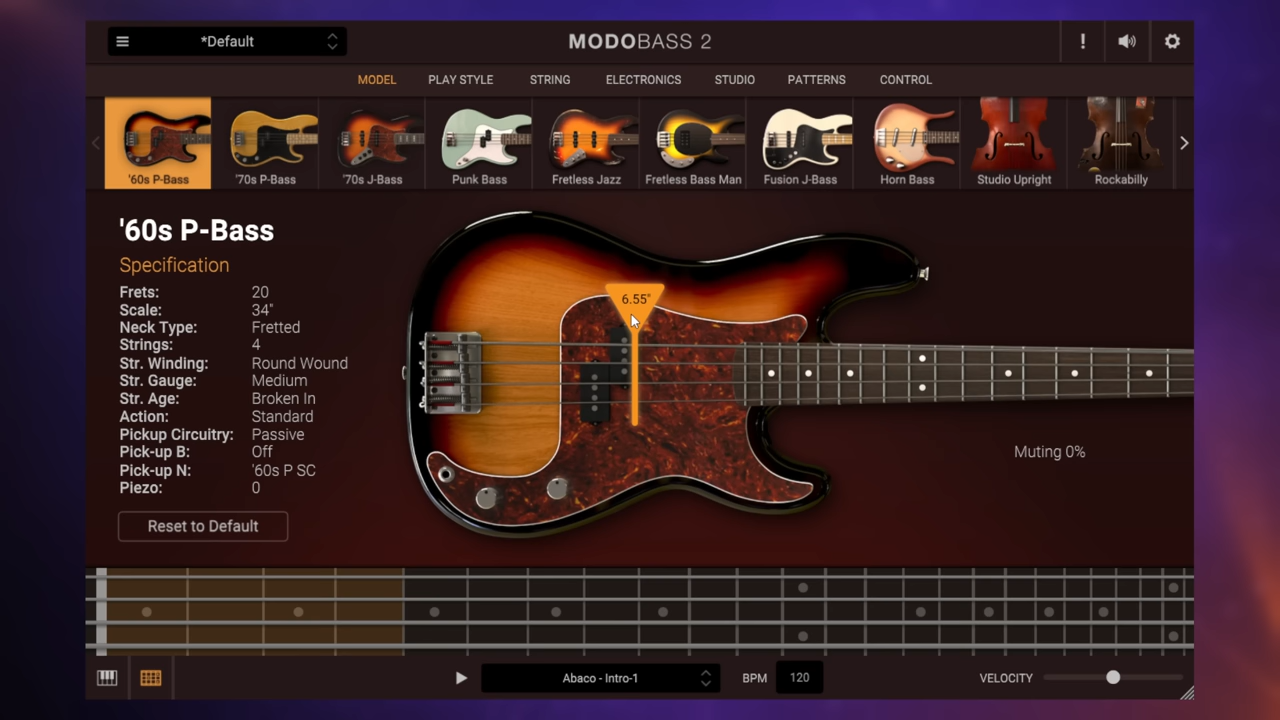 *Default
MODO BASS 2
!
MODEL PLAY STYLE STRING ELECTRONICS STUDIO PATTERNS CONTROL
'60s P-Bass '70s P-Bass '70s J-Bass Punk Bass Fretless Jazz Fretless Bass Man Fusion J-Bass Horn Bass Studio Upright Rockabilly
'60s P-Bass
Specification
Frets: 20
Scale: 34"
Neck Type: Fretted
Strings: 4
Str. Winding: Round Wound
Str. Gauge: Medium
Str. Age: Broken In
Action: Standard
Pickup Circuitry: Passive
Pick-up B: Off
Pick-up N: '60s P SC
Piezo: 0
Reset to Default
6.55"
Muting 0%
Abaco - Intro-1
BPM 120
VELOCITY